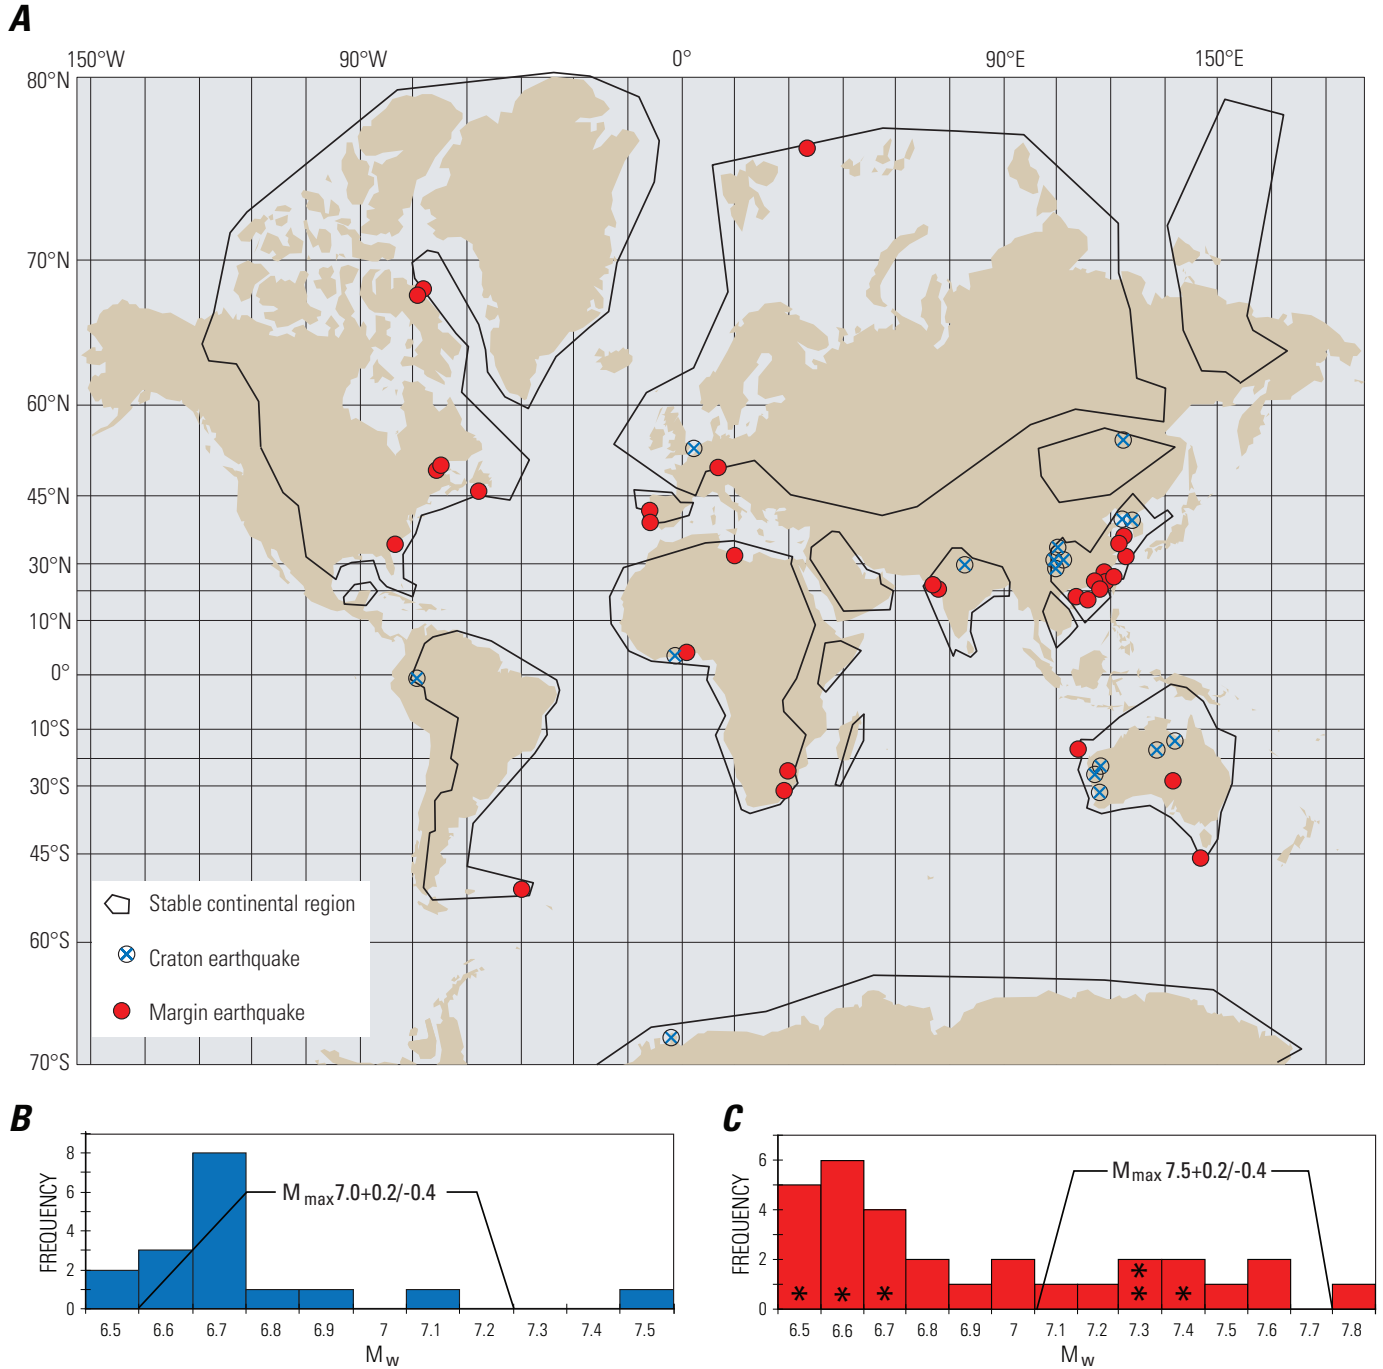 A
150°W 90°W 0° 90°E 150°E
80°N
70°N
60°N
45°N
30°N
10°N
0°
10°S
30°S
45°S
60°S
70°S
Stable continental region
Craton earthquake
Margin earthquake
B
FREQUENCY
8
6
4
2
0
Mmax 7.0+0.2/-0.4
6.5 6.6 6.7 6.8 6.9 7 7.1 7.2 7.3 7.4 7.5
Mw
C
FREQUENCY
6
4
2
0
Mmax 7.5+0.2/-0.4
* * * * * *
6.5 6.6 6.7 6.8 6.9 7 7.1 7.2 7.3 7.4 7.5 7.6 7.7 7.8
Mw